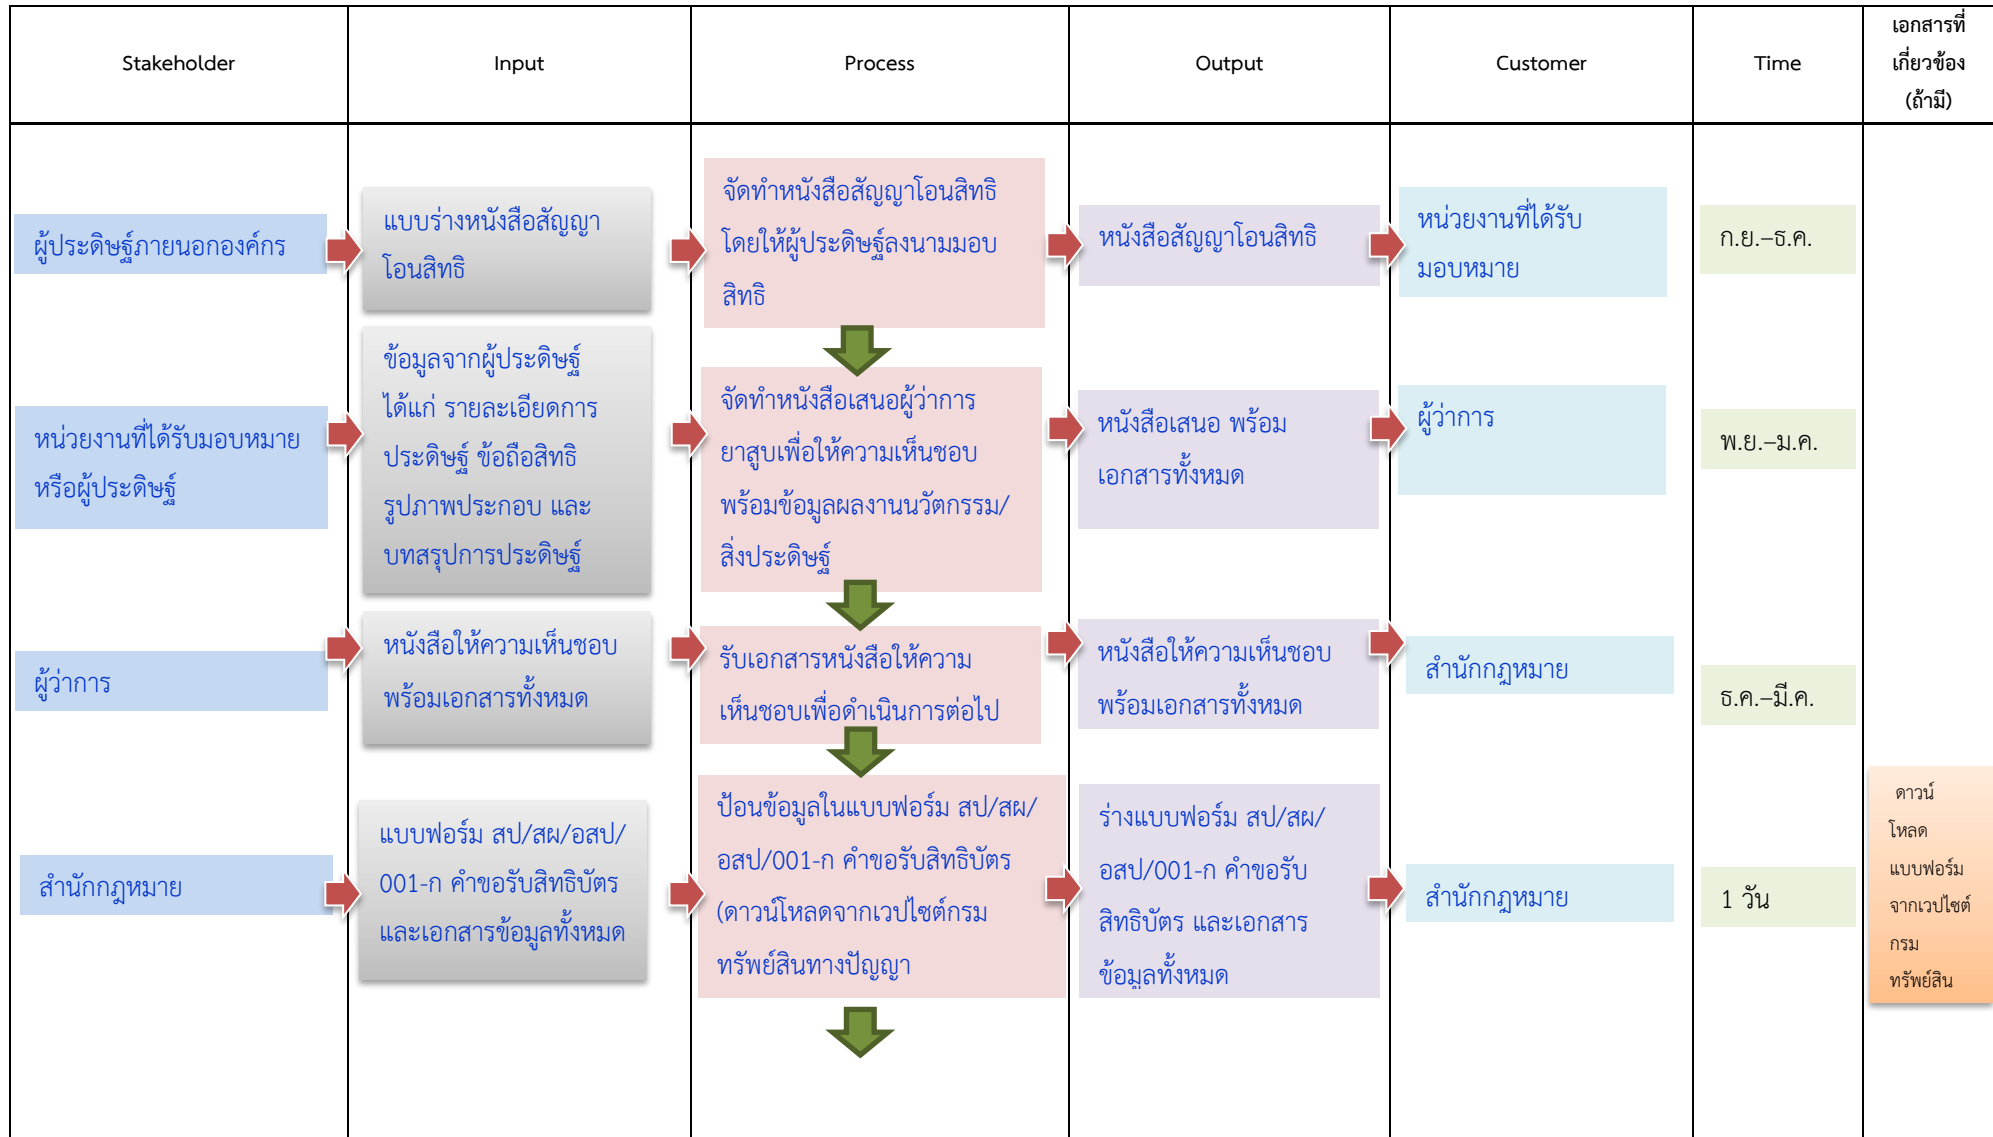 Stakeholder
Input
Process
Output
Customer
Time
เอกสารที่
เกี่ยวข้อง
(ถ้ามี)
ผู้ประดิษฐ์ภายนอกองค์กร
แบบร่างหนังสือสัญญา
โอนสิทธิ
จัดทำหนังสือสัญญาโอนสิทธิ
โดยให้ผู้ประดิษฐ์ลงนามมอบ
สิทธิ
หนังสือสัญญาโอนสิทธิ
หน่วยงานที่ได้รับ
มอบหมาย
ก.ย.–ธ.ค.
หน่วยงานที่ได้รับมอบหมาย
หรือผู้ประดิษฐ์
ข้อมูลจากผู้ประดิษฐ์
ได้แก่ รายละเอียดการ
ประดิษฐ์ ข้อถือสิทธิ
รูปภาพประกอบ และ
บทสรุปการประดิษฐ์
จัดทำหนังสือเสนอผู้ว่าการ
ยาสูบเพื่อให้ความเห็นชอบ
พร้อมข้อมูลผลงานนวัตกรรม/
สิ่งประดิษฐ์
หนังสือเสนอ พร้อม
เอกสารทั้งหมด
ผู้ว่าการ
พ.ย.–ม.ค.
ผู้ว่าการ
หนังสือให้ความเห็นชอบ
พร้อมเอกสารทั้งหมด
รับเอกสารหนังสือให้ความ
เห็นชอบเพื่อดำเนินการต่อไป
หนังสือให้ความเห็นชอบ
พร้อมเอกสารทั้งหมด
สำนักกฎหมาย
ธ.ค.–มี.ค.
สำนักกฎหมาย
แบบฟอร์ม สป/สผ/อสป/
001-ก คำขอรับสิทธิบัตร
และเอกสารข้อมูลทั้งหมด
ป้อนข้อมูลในแบบฟอร์ม สป/สผ/
อสป/001-ก คำขอรับสิทธิบัตร
(ดาวน์โหลดจากเวปไซต์กรม
ทรัพย์สินทางปัญญา
ร่างแบบฟอร์ม สป/สผ/
อสป/001-ก คำขอรับ
สิทธิบัตร และเอกสาร
ข้อมูลทั้งหมด
สำนักกฎหมาย
1 วัน
ดาวน์
โหลด
แบบฟอร์ม
จากเวปไซต์
กรม
ทรัพย์สิน